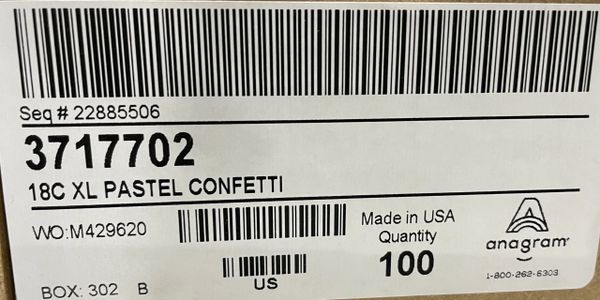 Seq # 22885506
3717702
18C XL PASTEL CONFETTI
WO:M429620
Made in USA
Quantity
100
anagram
1-800-262-6303
US
BOX: 302 B